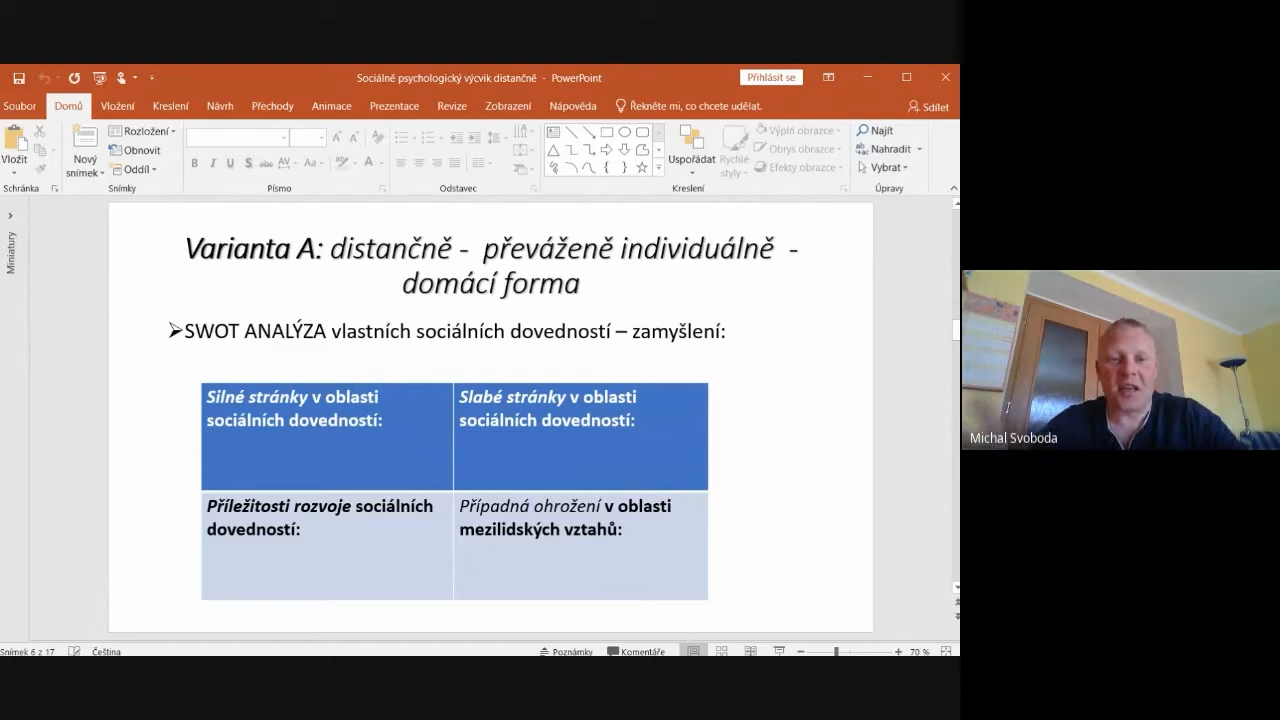 Sociálně psychologický výcvik distančně - PowerPoint
Přihlásit se
Soubor Domů Vložení Kreslení Návrh Přechody Animace Prezentace Revize Zobrazení Nápověda Řekněte mi, co chcete udělat. Sdílet
Vložit
Nový snímek
Rozložení
Obnovit
Oddíl
Uspořádat
Rychlé styly
Výplň obrazce
Obrys obrazce
Efekty obrazce
Najít
Nahradit
Vybrat
Schránka Snímky Písmo Odstavec Kreslení Úpravy
Miniatury
Varianta A: distančně - převáženě individuálně -
domácí forma
SWOT ANALÝZA vlastních sociálních dovedností – zamyšlení:
Silné stránky v oblasti
sociálních dovedností:
Slabé stránky v oblasti
sociálních dovedností:
Příležitosti rozvoje sociálních
dovedností:
Případná ohrožení v oblasti
mezilidských vztahů:
Michal Svoboda
Snímek 6 z 17 Čeština Poznámky Komentáře 70 %